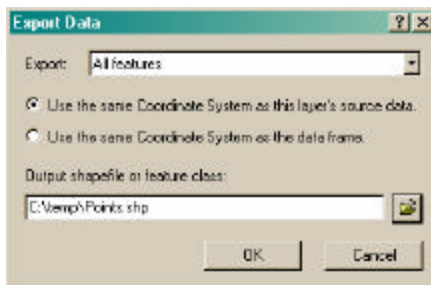 Export Data
Export: All features
Use the same Coordinate System as this layer's source data.
Use the same Coordinate System as the data frame.
Output shapefile or feature class:
C:\temp\Points.shp
OK Cancel